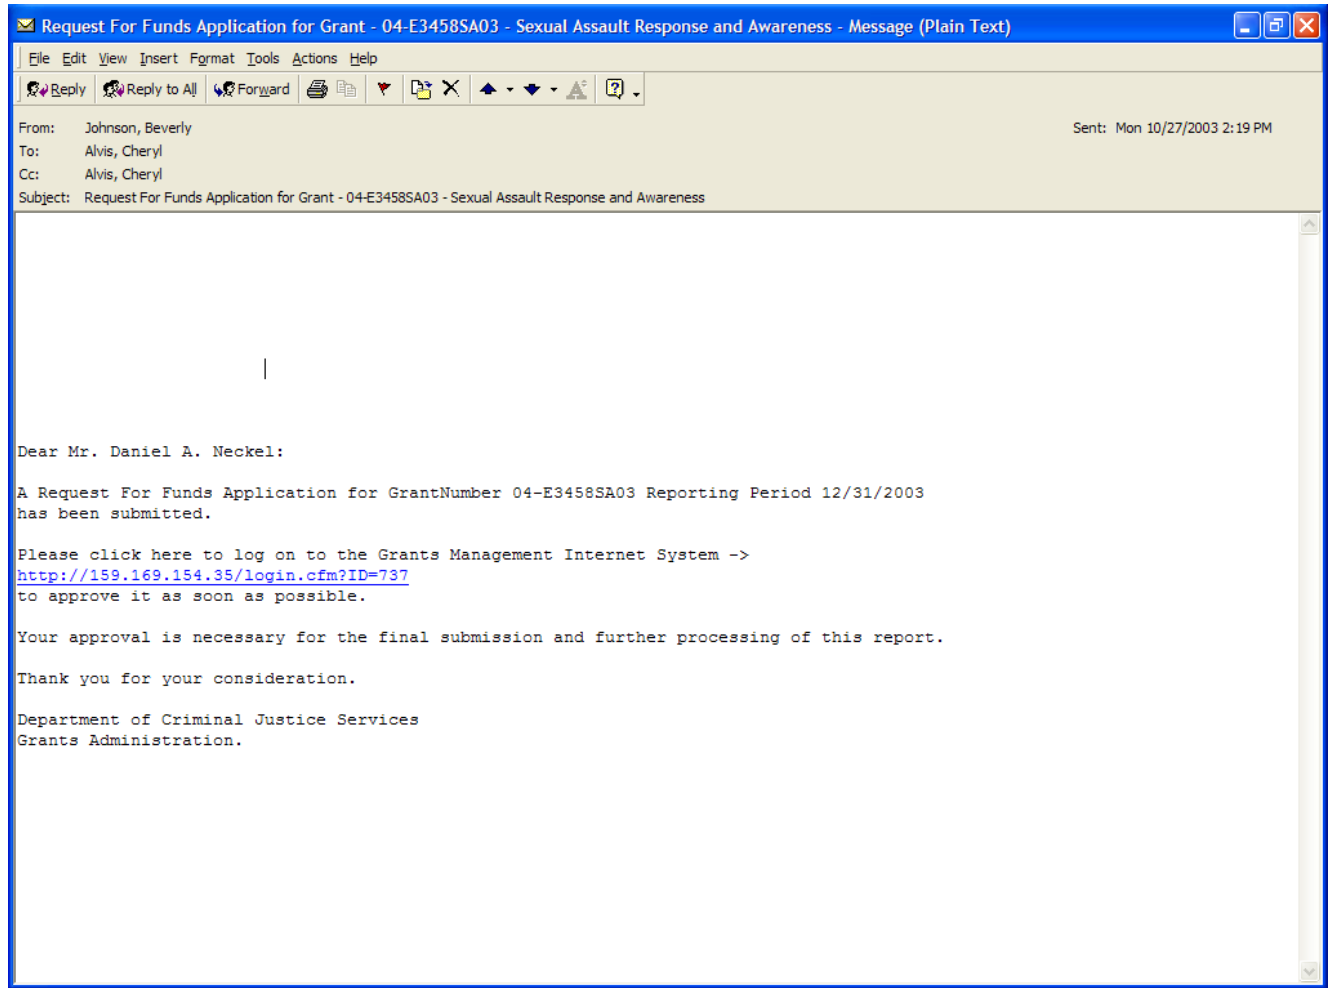 Request For Funds Application for Grant - 04-E3458SA03 - Sexual Assault Response and Awareness - Message (Plain Text)
File Edit View Insert Format Tools Actions Help
Reply Reply to All Forward
From: Johnson, Beverly Sent: Mon 10/27/2003 2:19 PM
To: Alvis, Cheryl
Cc: Alvis, Cheryl
Subject: Request For Funds Application for Grant - 04-E3458SA03 - Sexual Assault Response and Awareness
Dear Mr. Daniel A. Neckel:
A Request For Funds Application for GrantNumber 04-E3458SA03 Reporting Period 12/31/2003
has been submitted.
Please click here to log on to the Grants Management Internet System ->
http://159.169.154.35/login.cfm?ID=737
to approve it as soon as possible.
Your approval is necessary for the final submission and further processing of this report.
Thank you for your consideration.
Department of Criminal Justice Services
Grants Administration.